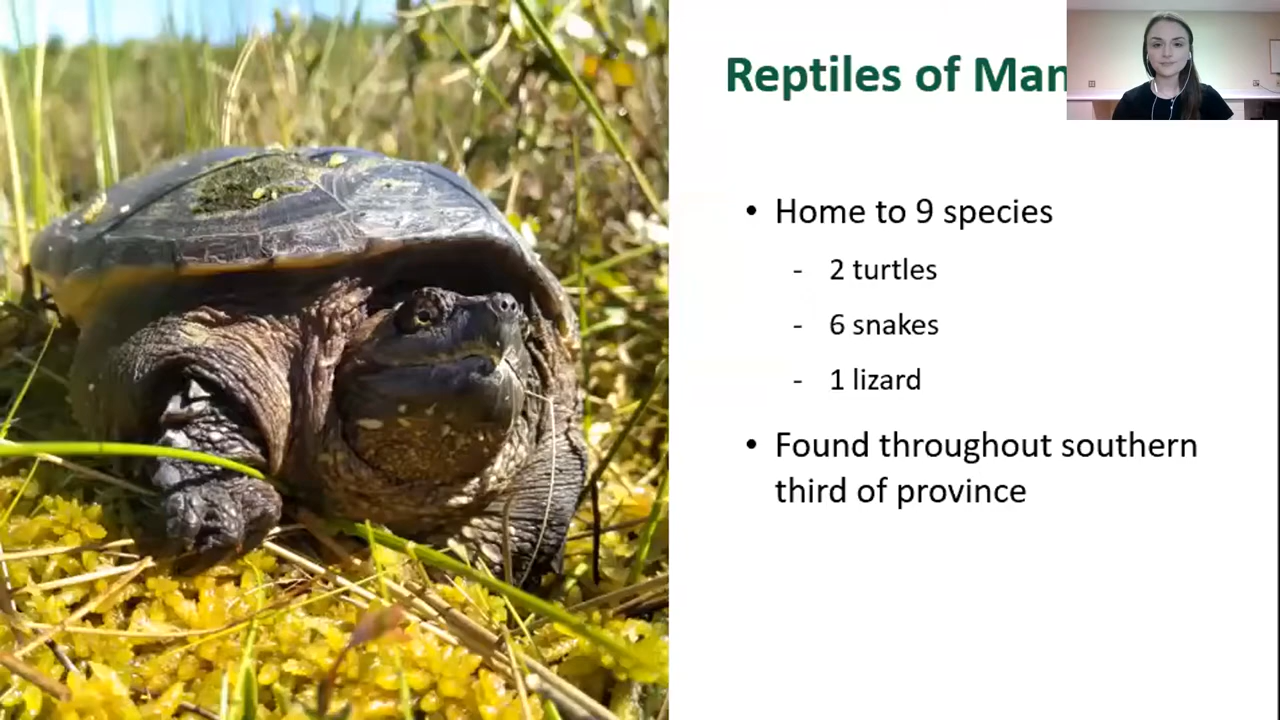 Reptiles of Man
• Home to 9 species
- 2 turtles
- 6 snakes
- 1 lizard
• Found throughout southern
third of province